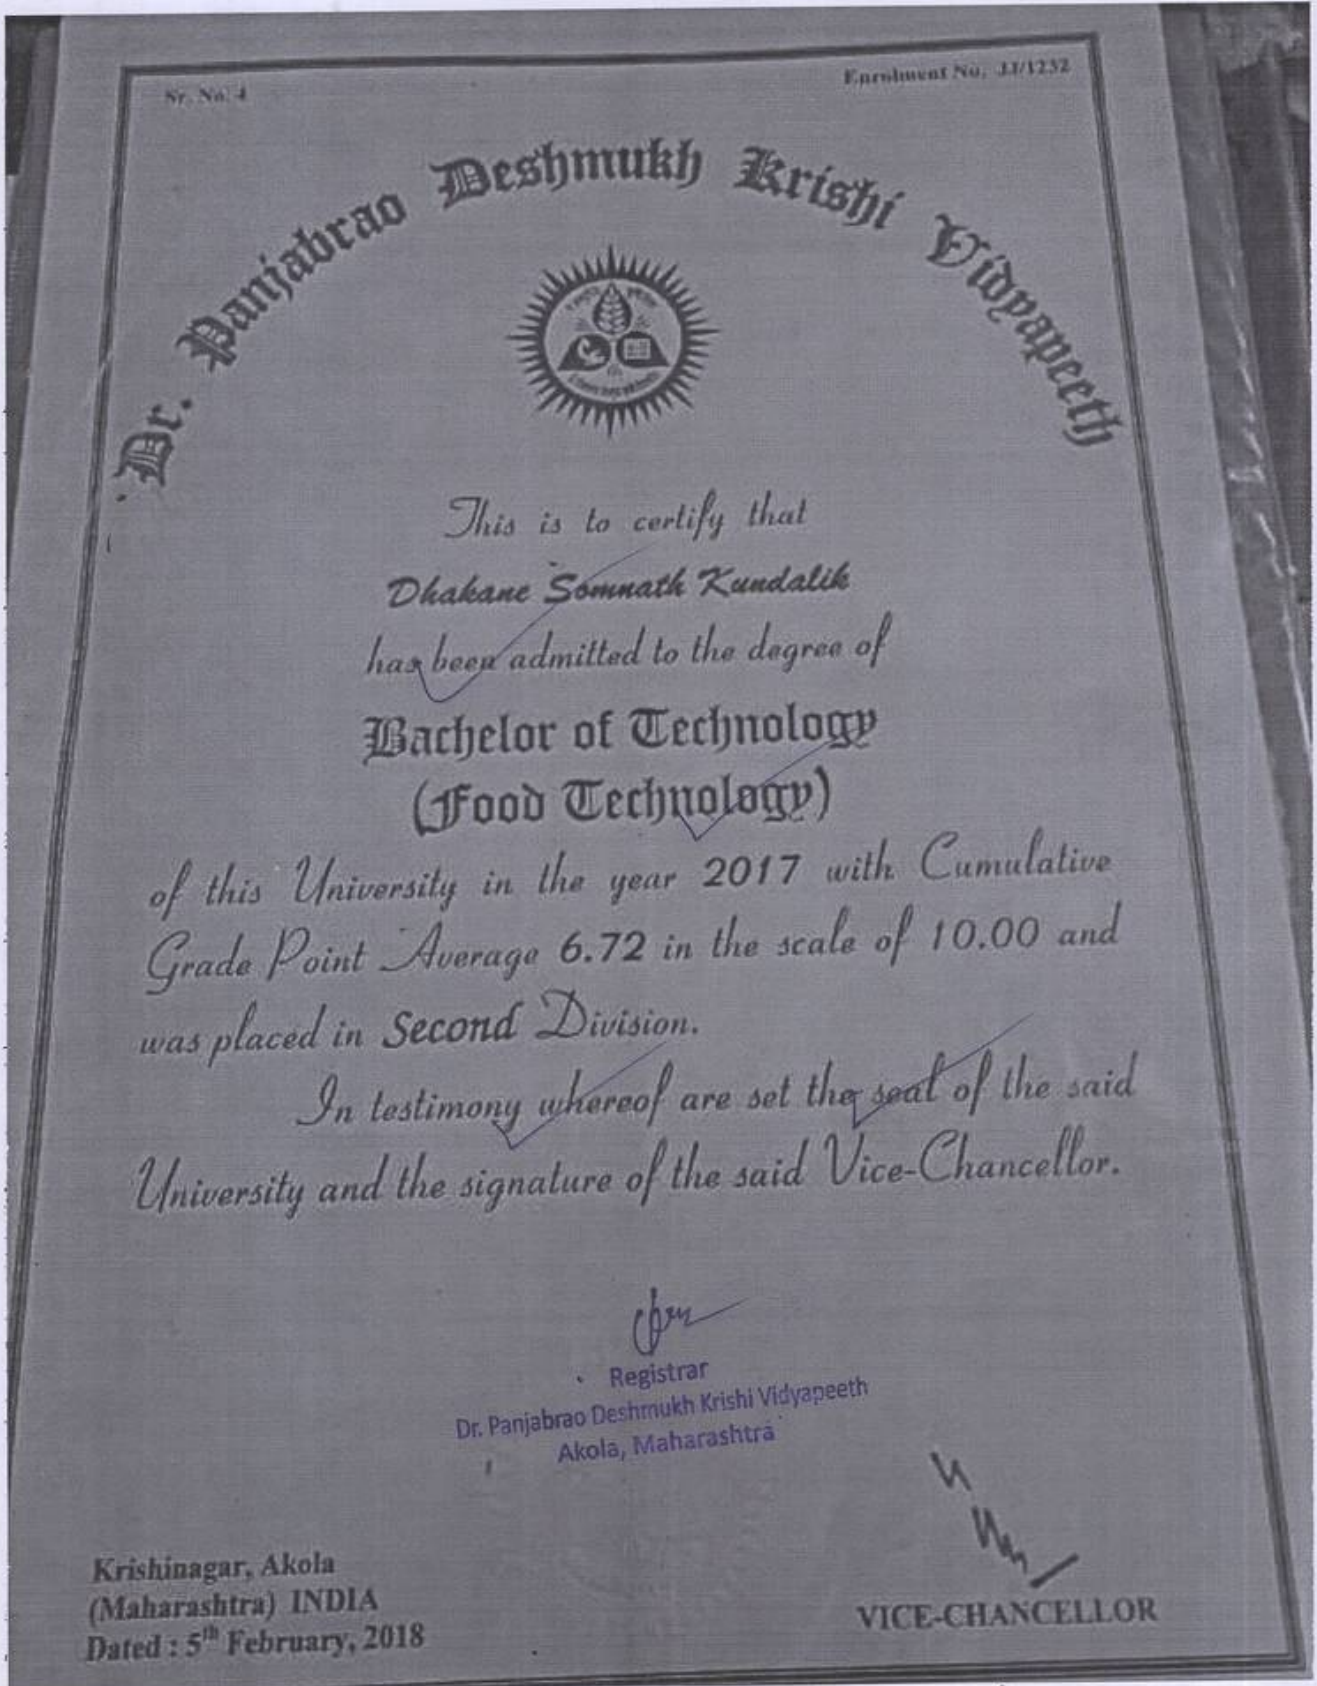 Sr. No. 4
Enrolment No. JJ/1232
Dr. Panjabrao Deshmukh Krishi Vidyapeeth
This is to certify that
Dhakane Somnath Kundalik
has been admitted to the degree of
Bachelor of Technology
(Food Technology)
of this University in the year 2017 with Cumulative
Grade Point Average 6.72 in the scale of 10.00 and
was placed in Second Division.
In testimony whereof are set the seal of the said
University and the signature of the said Vice-Chancellor.
Registrar
Dr. Panjabrao Deshmukh Krishi Vidyapeeth
Akola, Maharashtra
Krishinagar, Akola
(Maharashtra) INDIA
Dated : 5th February, 2018
VICE-CHANCELLOR